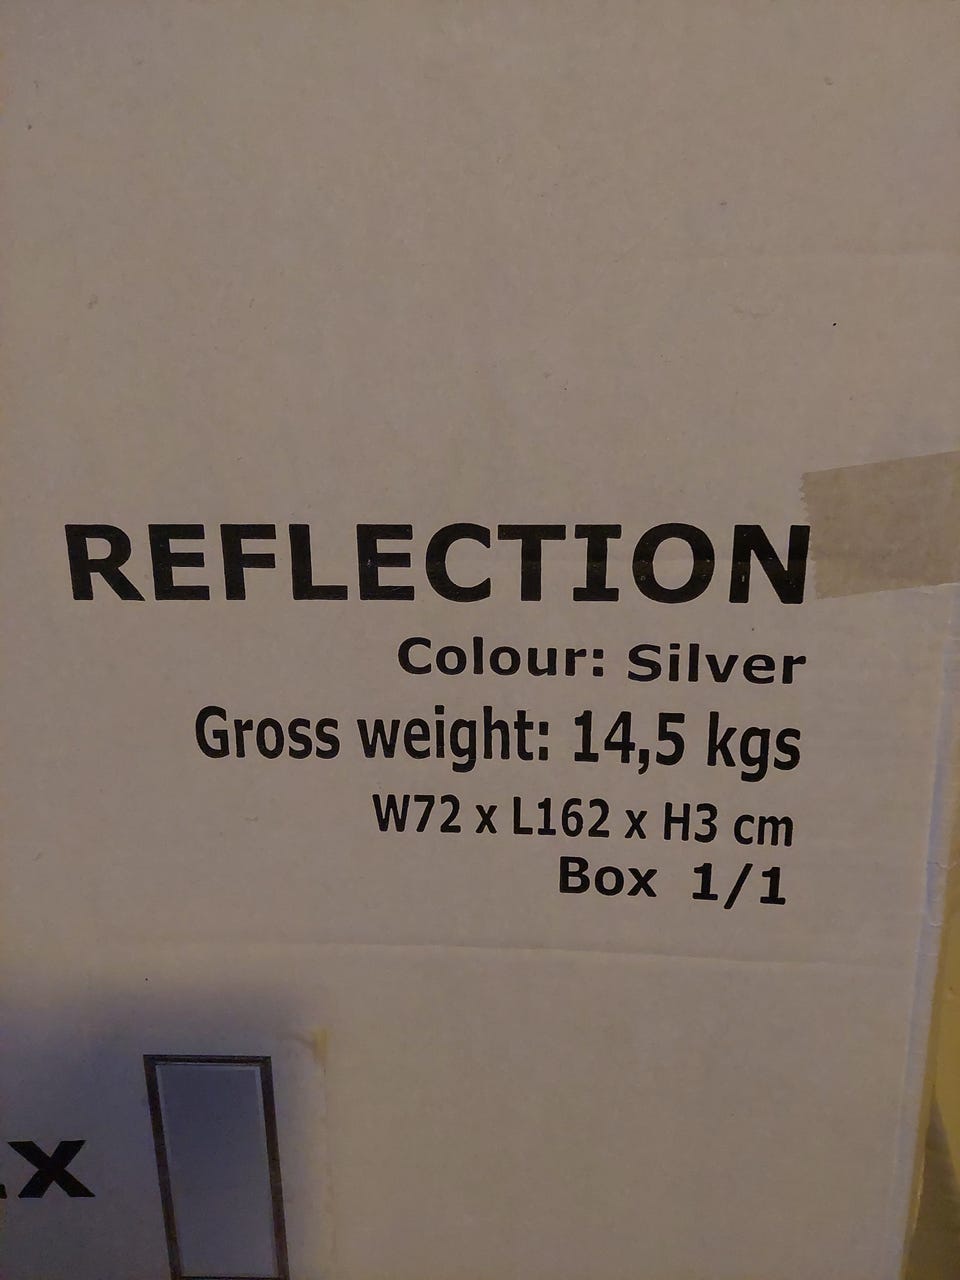 REFLECTION
Colour: Silver
Gross weight: 14,5 kgs
W72 x L162 x H3 cm
Box 1/1
x